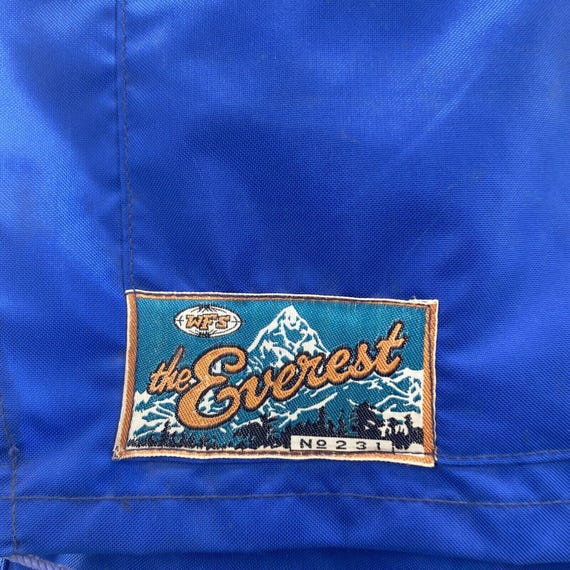 WFS
the Everest
No 231